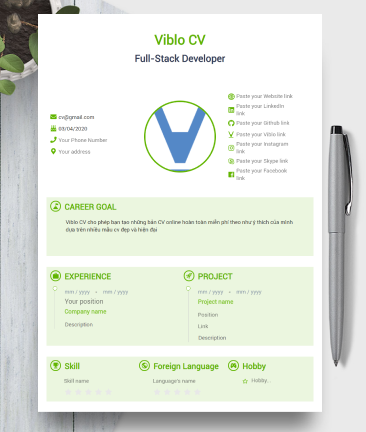 Viblo CV
Full-Stack Developer
cv@gmail.com
03/04/2020
Your Phone Number
Your address
Paste your Website link
Paste your LinkedIn
link
Paste your Github link
Paste your Viblo link
Paste your Instagram
link
Paste your Skype link
Paste your Facebook
link
CAREER GOAL
Viblo CV cho phép bạn tạo những bản CV online hoàn toàn miễn phí theo như ý thích của mình
dựa trên nhiều mẫu cv đẹp và hiện đại
EXPERIENCE
mm / yyyy - mm / yyyy
Your position
Company name
Description
PROJECT
mm / yyyy - mm / yyyy
Project name
Position
Link
Description
Skill
Skill name
Foreign Language
Language's name
Hobby
Hobby..